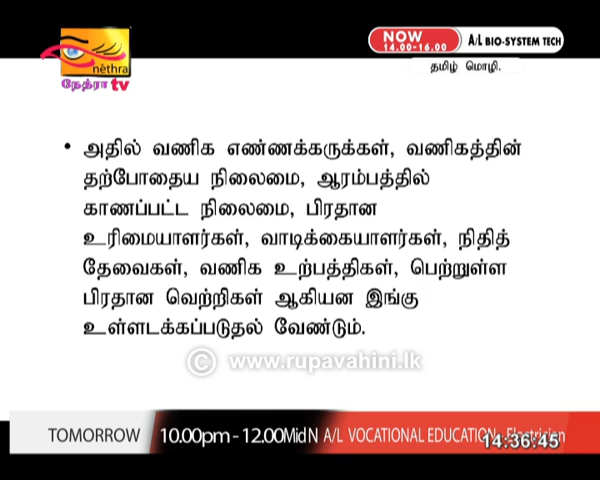 NOW
14.00-16.00
A/L BIO-SYSTEM TECH
தமிழ் மொழி.
nethra
நேத்ரா tv
• அதில் வணிக எண்ணக்கருக்கள், வணிகத்தின்
தற்போதைய நிலைமை, ஆரம்பத்தில்
காணப்பட்ட நிலைமை, பிரதான
உரிமையாளர்கள், வாடிக்கையாளர்கள், நிதித்
தேவைகள், வணிக உற்பத்திகள், பெற்றுள்ள
பிரதான வெற்றிகள் ஆகியன இங்கு
உள்ளடக்கப்படுதல் வேண்டும்.
© www.rupavahini.lk
TOMORROW 10.00pm - 12.00MidN A/L VOCATIONAL EDUCATION - Electrician
14:36:45